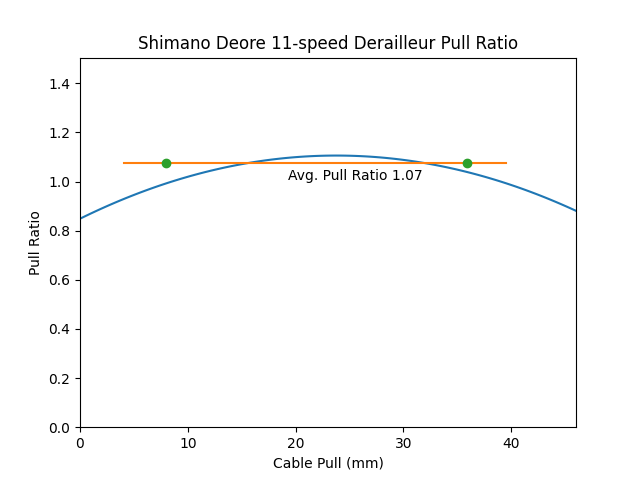 Shimano Deore 11-speed Derailleur Pull Ratio
1.4
1.2
1.0
0.8
0.6
0.4
0.2
0.0
Pull Ratio
Avg. Pull Ratio 1.07
0 10 20 30 40
Cable Pull (mm)